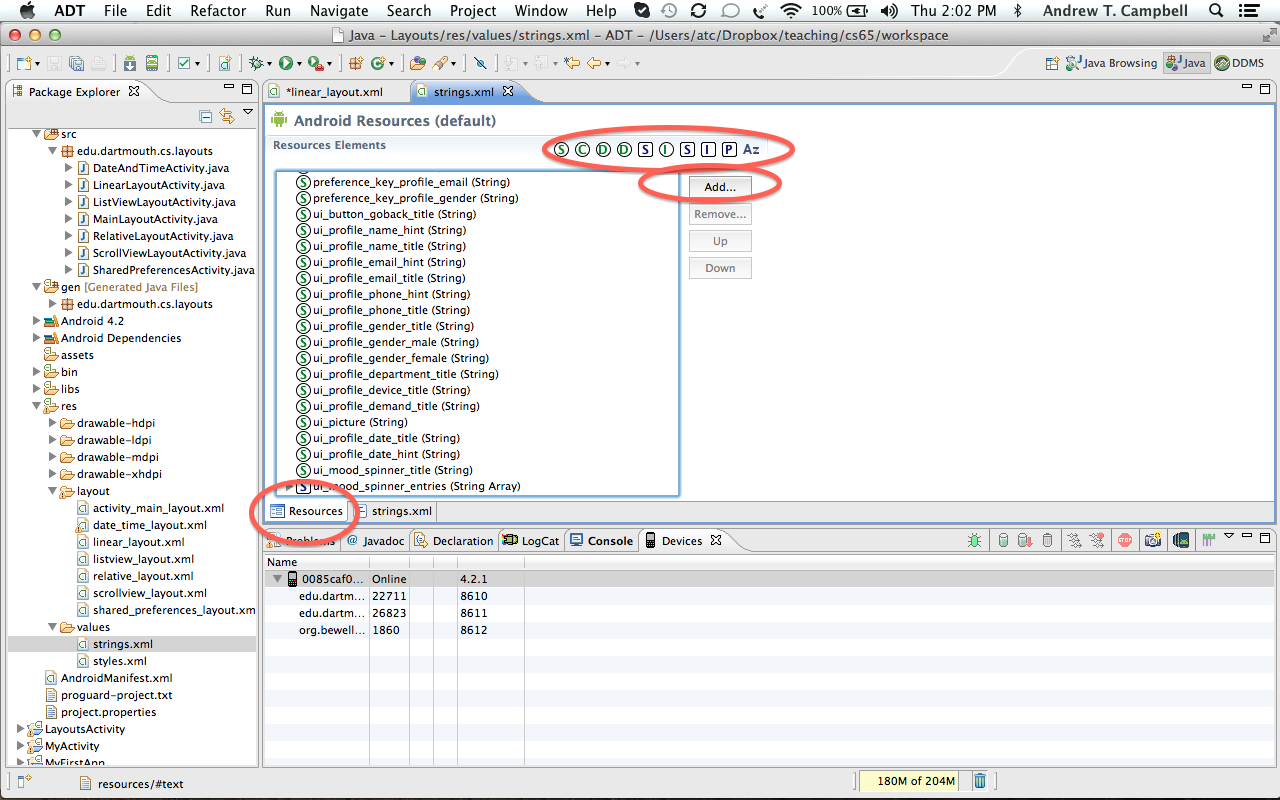 ADT File Edit Refactor Run Navigate Search Project Window Help 100% Thu 2:02 PM Andrew T. Campbell
Java – Layouts/res/values/strings.xml – ADT – /Users/atc/Dropbox/teaching/cs65/workspace
Java Browsing Java DDMS
Package Explorer
src
edu.dartmouth.cs.layouts
DateAndTimeActivity.java
LinearLayoutActivity.java
ListViewLayoutActivity.java
MainLayoutActivity.java
RelativeLayoutActivity.java
ScrollViewLayoutActivity.java
SharedPreferencesActivity.java
gen [Generated Java Files]
edu.dartmouth.cs.layouts
Android 4.2
Android Dependencies
assets
bin
libs
res
drawable-hdpi
drawable-ldpi
drawable-mdpi
drawable-xhdpi
layout
activity_main_layout.xml
date_time_layout.xml
linear_layout.xml
listview_layout.xml
relative_layout.xml
scrollview_layout.xml
shared_preferences_layout.xm
values
strings.xml
styles.xml
AndroidManifest.xml
proguard-project.txt
project.properties
LayoutsActivity
MyActivity
MyFirstApp
*linear_layout.xml strings.xml
Android Resources (default)
Resources Elements
S C D D S I S I P Az
preference_key_profile_email (String)
preference_key_profile_gender (String)
ui_button_goback_title (String)
ui_profile_name_hint (String)
ui_profile_name_title (String)
ui_profile_email_hint (String)
ui_profile_email_title (String)
ui_profile_phone_hint (String)
ui_profile_phone_title (String)
ui_profile_gender_title (String)
ui_profile_gender_male (String)
ui_profile_gender_female (String)
ui_profile_department_title (String)
ui_profile_device_title (String)
ui_profile_demand_title (String)
ui_picture (String)
ui_profile_date_title (String)
ui_profile_date_hint (String)
ui_mood_spinner_title (String)
ui_mood_spinner_entries (String Array)
Add...
Remove...
Up
Down
Resources strings.xml
Problems @ Javadoc Declaration LogCat Console Devices
Name
0085caf0... Online 4.2.1
edu.dartm... 22711 8610
edu.dartm... 26823 8611
org.bewell... 1860 8612
resources/#text 180M of 204M